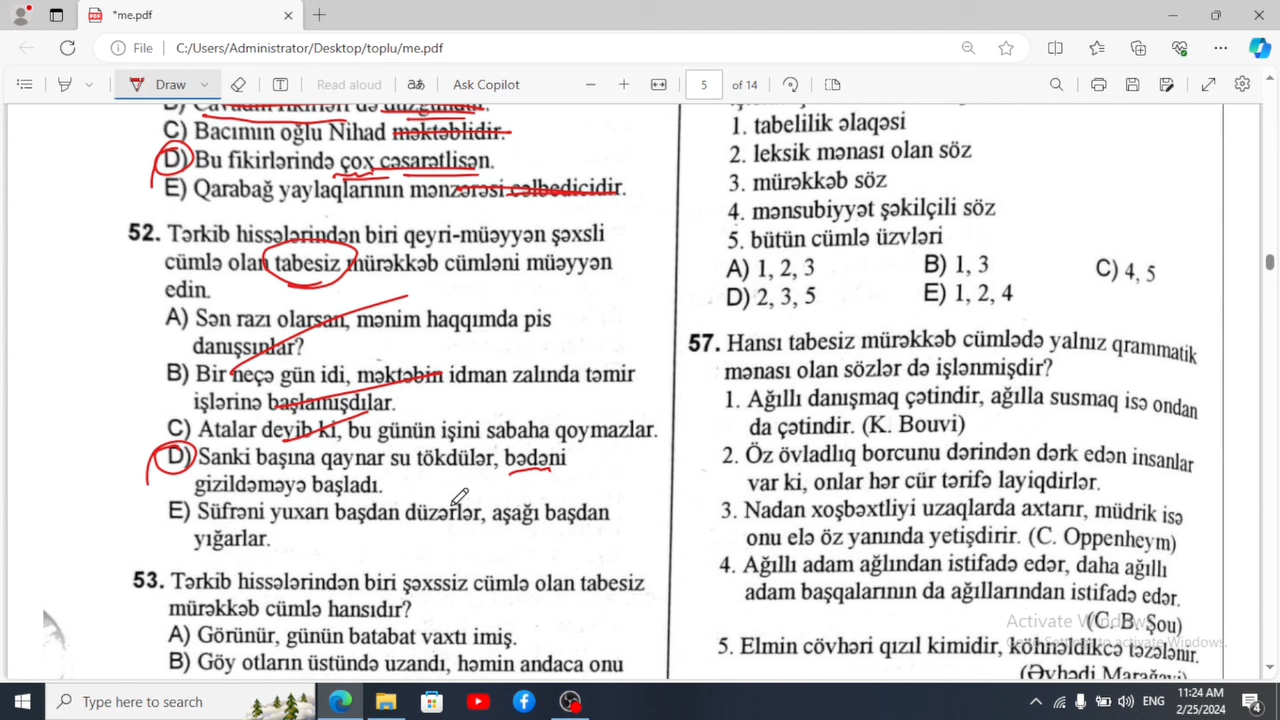 *me.pdf
File
C:/Users/Administrator/Desktop/toplu/me.pdf
Draw
Read aloud
Ask Copilot
5
of 14
C) Bacımın oğlu Nihad məktəblidir.
D) Bu fikirlərində çox cəsarətlisən.
E) Qarabağ yaylaqlarının mənzərəsi cəlbedicidir.
52. Tərkib hissələrindən biri qeyri-müəyyən şəxsli
cümlə olan tabesiz mürəkkəb cümləni müəyyən
edin.
A) Sən razı olarsan, mənim haqqımda pis
danışsınlar?
B) Bir neçə gün idi, məktəbin idman zalında təmir
işlərinə başlamışdılar.
C) Atalar deyib ki, bu günün işini sabaha qoymazlar.
D) Sanki başına qaynar su tökdülər, bədəni
gizildəməyə başladı.
E) Süfrəni yuxarı başdan düzərlər, aşağı başdan
yığarlar.
53. Tərkib hissələrindən biri şəxssiz cümlə olan tabesiz
mürəkkəb cümlə hansıdır?
A) Görünür, günün batabat vaxtı imiş.
B) Göy otların üstündə uzandı, həmin andaca onu
1. tabelilik əlaqəsi
2. leksik mənası olan söz
3. mürəkkəb söz
4. mənsubiyyət şəkilçili söz
5. bütün cümlə üzvləri
A) 1, 2, 3
B) 1, 3
C) 4, 5
D) 2, 3, 5
E) 1, 2, 4
57. Hansı tabesiz mürəkkəb cümlədə yalnız qrammatik
mənası olan sözlər də işlənmişdir?
1. Ağıllı danışmaq çətindir, ağılla susmaq isə ondan
da çətindir. (K. Bouvi)
2. Öz övladlıq borcunu dərindən dərk edən insanlar
var ki, onlar hər cür tərifə layiqdirlər.
3. Nadan xoşbəxtliyi uzaqlarda axtarır, müdrik isə
onu elə öz yanında yetişdirir. (C. Oppenheym)
4. Ağıllı adam ağlından istifadə edər, daha ağıllı
adam başqalarının da ağıllarından istifadə edər.
(C. B. Şou)
5. Elmin cövhəri qızıl kimidir, köhnəldikcə təzələnir.
(Əvhədi Marağayi)
Activate Windows
Go to Settings to activate Windows.
Type here to search
ENG
11:24 AM
2/25/2024
4